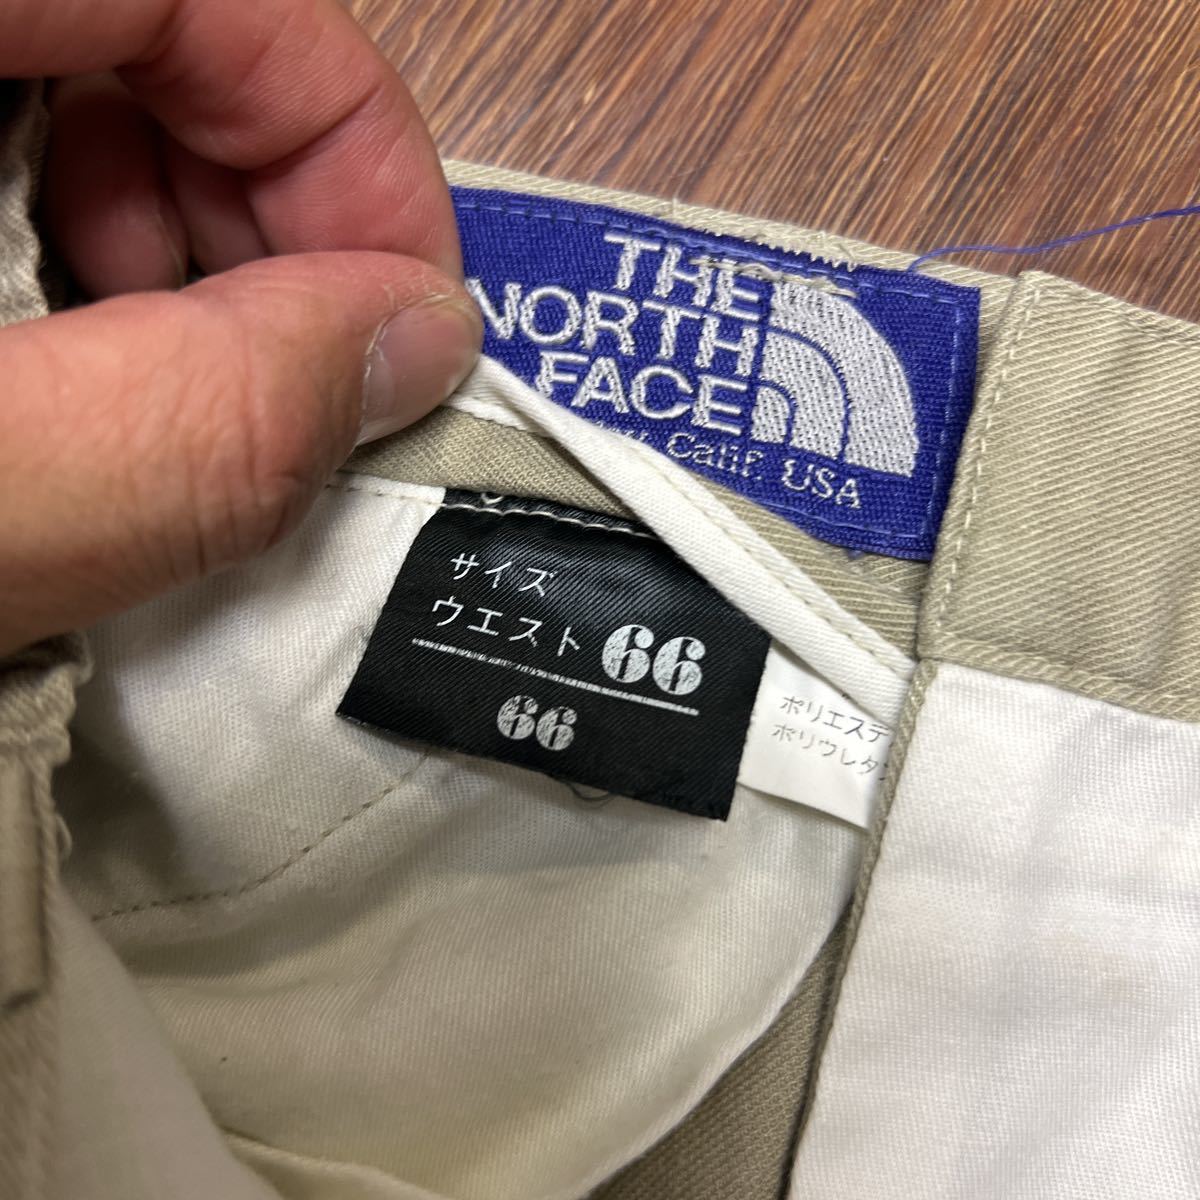 THE
NORTH
FACE
Calif. USA
サイズ
ウエスト 66
66
ポリエステ
ポリウレタ